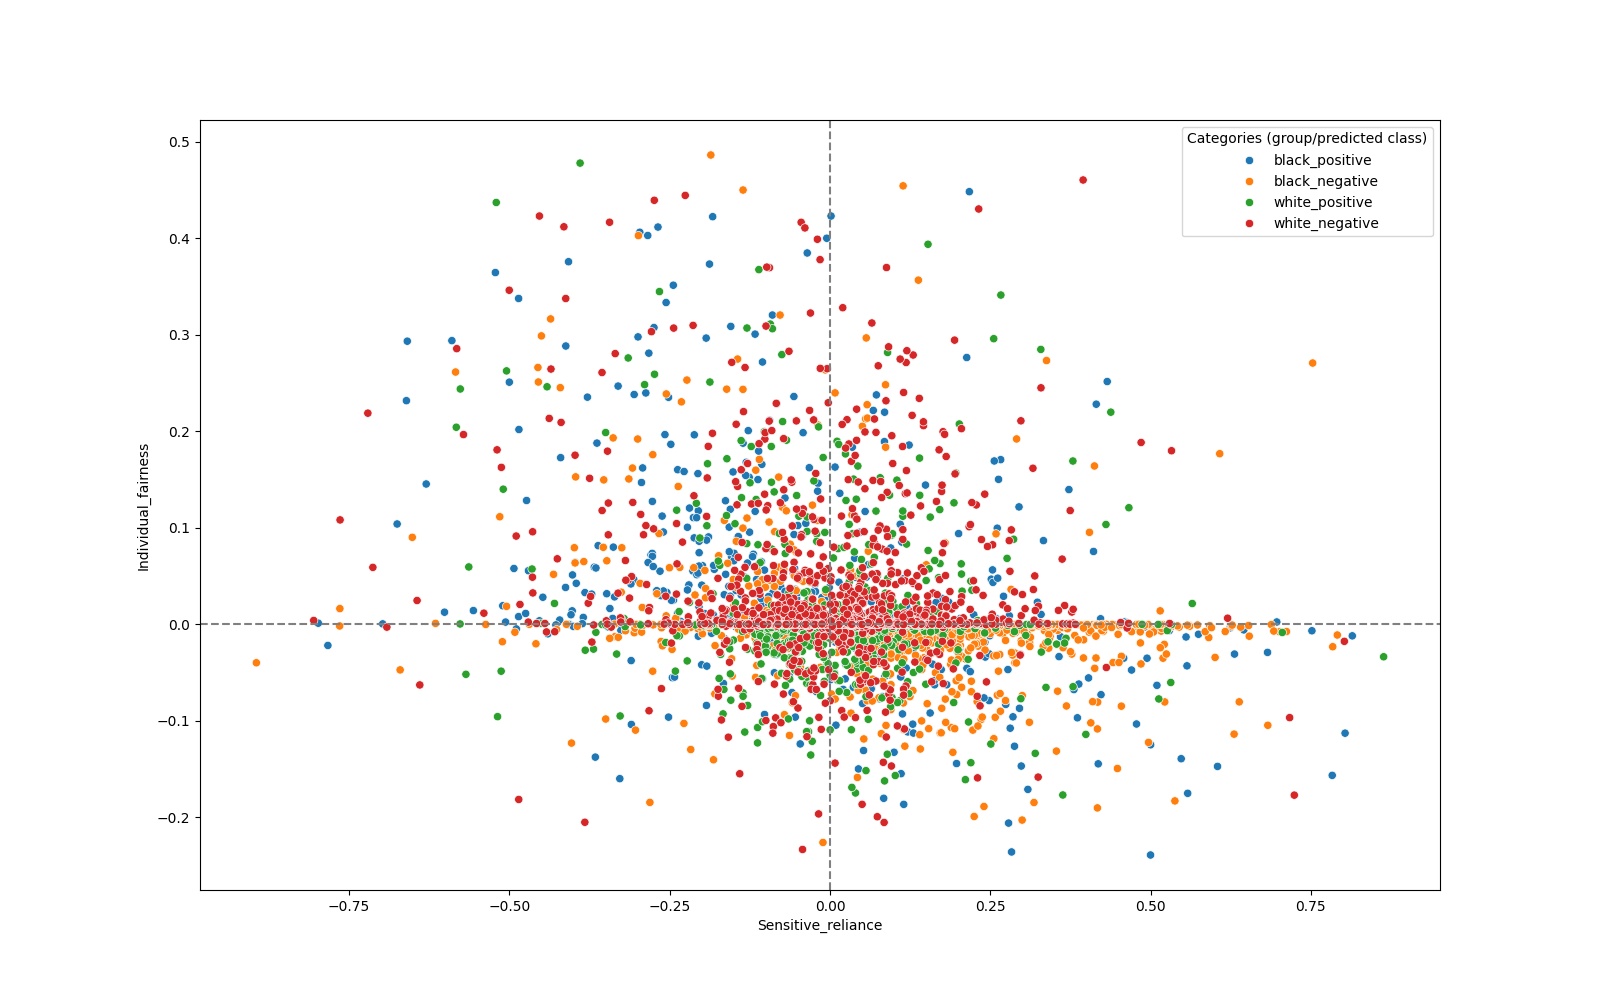 Categories (group/predicted class)
black_positive
black_negative
white_positive
white_negative
0.5
0.4
0.3
0.2
0.1
0.0
−0.1
−0.2
Individual_fairness
−0.75
−0.50
−0.25
0.00
0.25
0.50
0.75
Sensitive_reliance